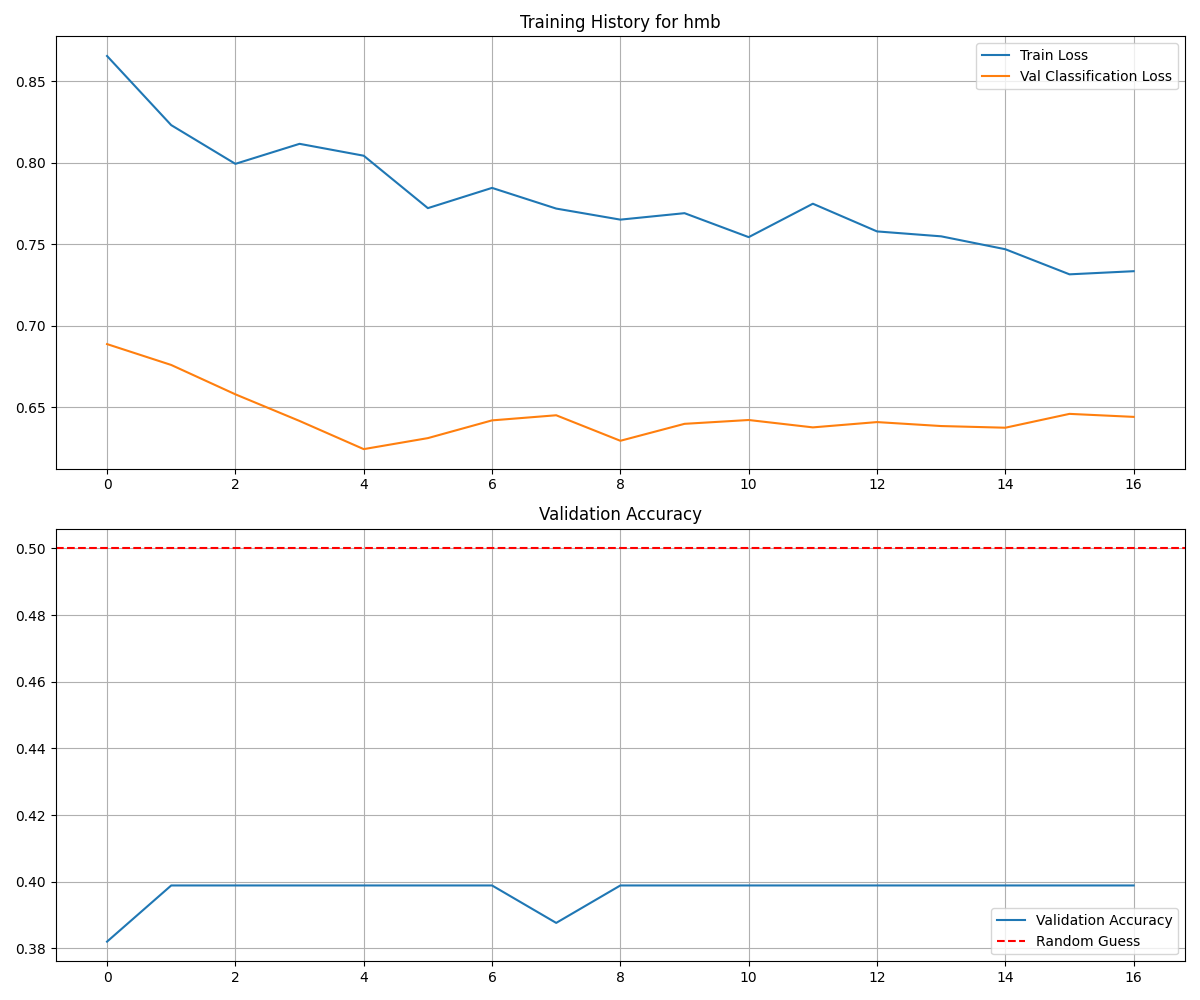 Training History for hmb
Train Loss
Val Classification Loss
0.85
0.80
0.75
0.70
0.65
0 2 4 6 8 10 12 14 16
Validation Accuracy
0.50
0.48
0.46
0.44
0.42
0.40
0.38
Validation Accuracy
Random Guess
0 2 4 6 8 10 12 14 16